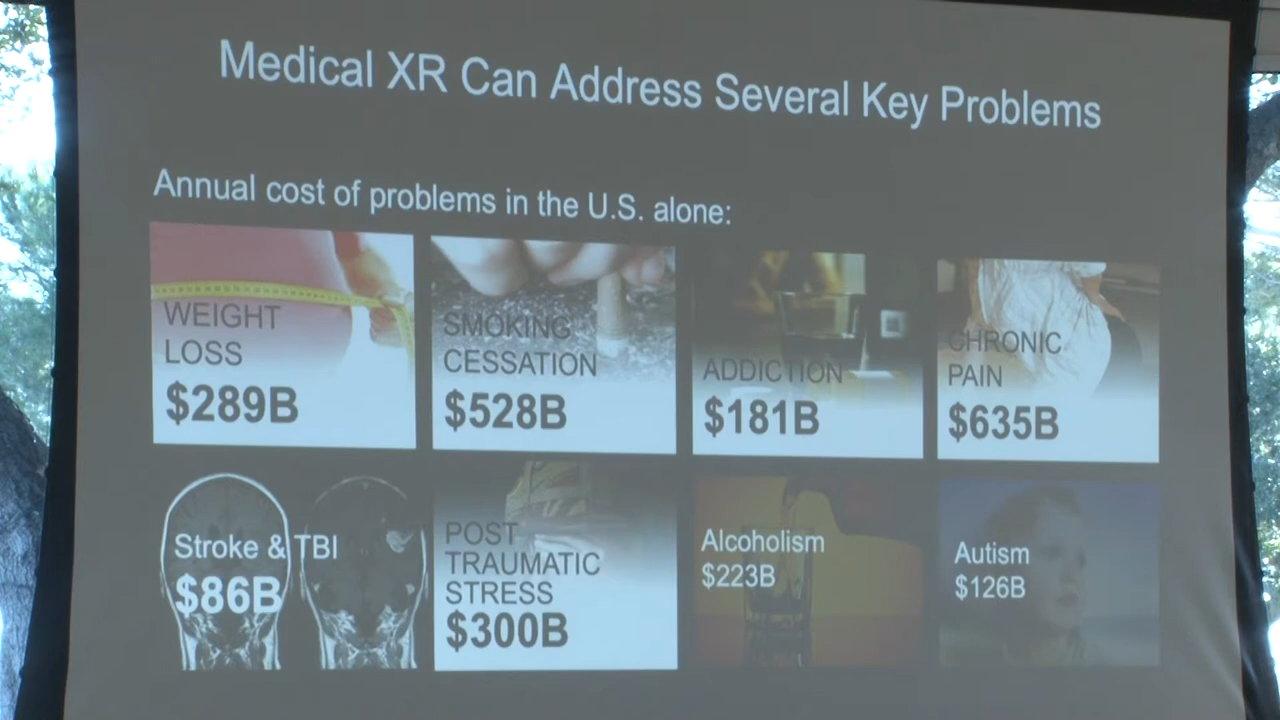 Medical XR Can Address Several Key Problems
Annual cost of problems in the U.S. alone:
WEIGHT
LOSS
$289B
SMOKING
CESSATION
$528B
ADDICTION
$181B
CHRONIC
PAIN
$635B
Stroke & TBI
$86B
POST
TRAUMATIC
STRESS
$300B
Alcoholism
$223B
Autism
$126B